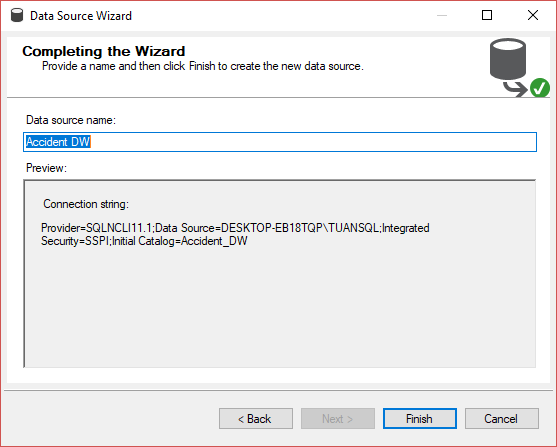 Data Source Wizard
Completing the Wizard
Provide a name and then click Finish to create the new data source.
Data source name:
Accident DW
Preview:
Connection string:
Provider=SQLNCLI11.1;Data Source=DESKTOP-EB18TQP\TUANSQL;Integrated
Security=SSPI;Initial Catalog=Accident_DW
< Back
Next >
Finish
Cancel